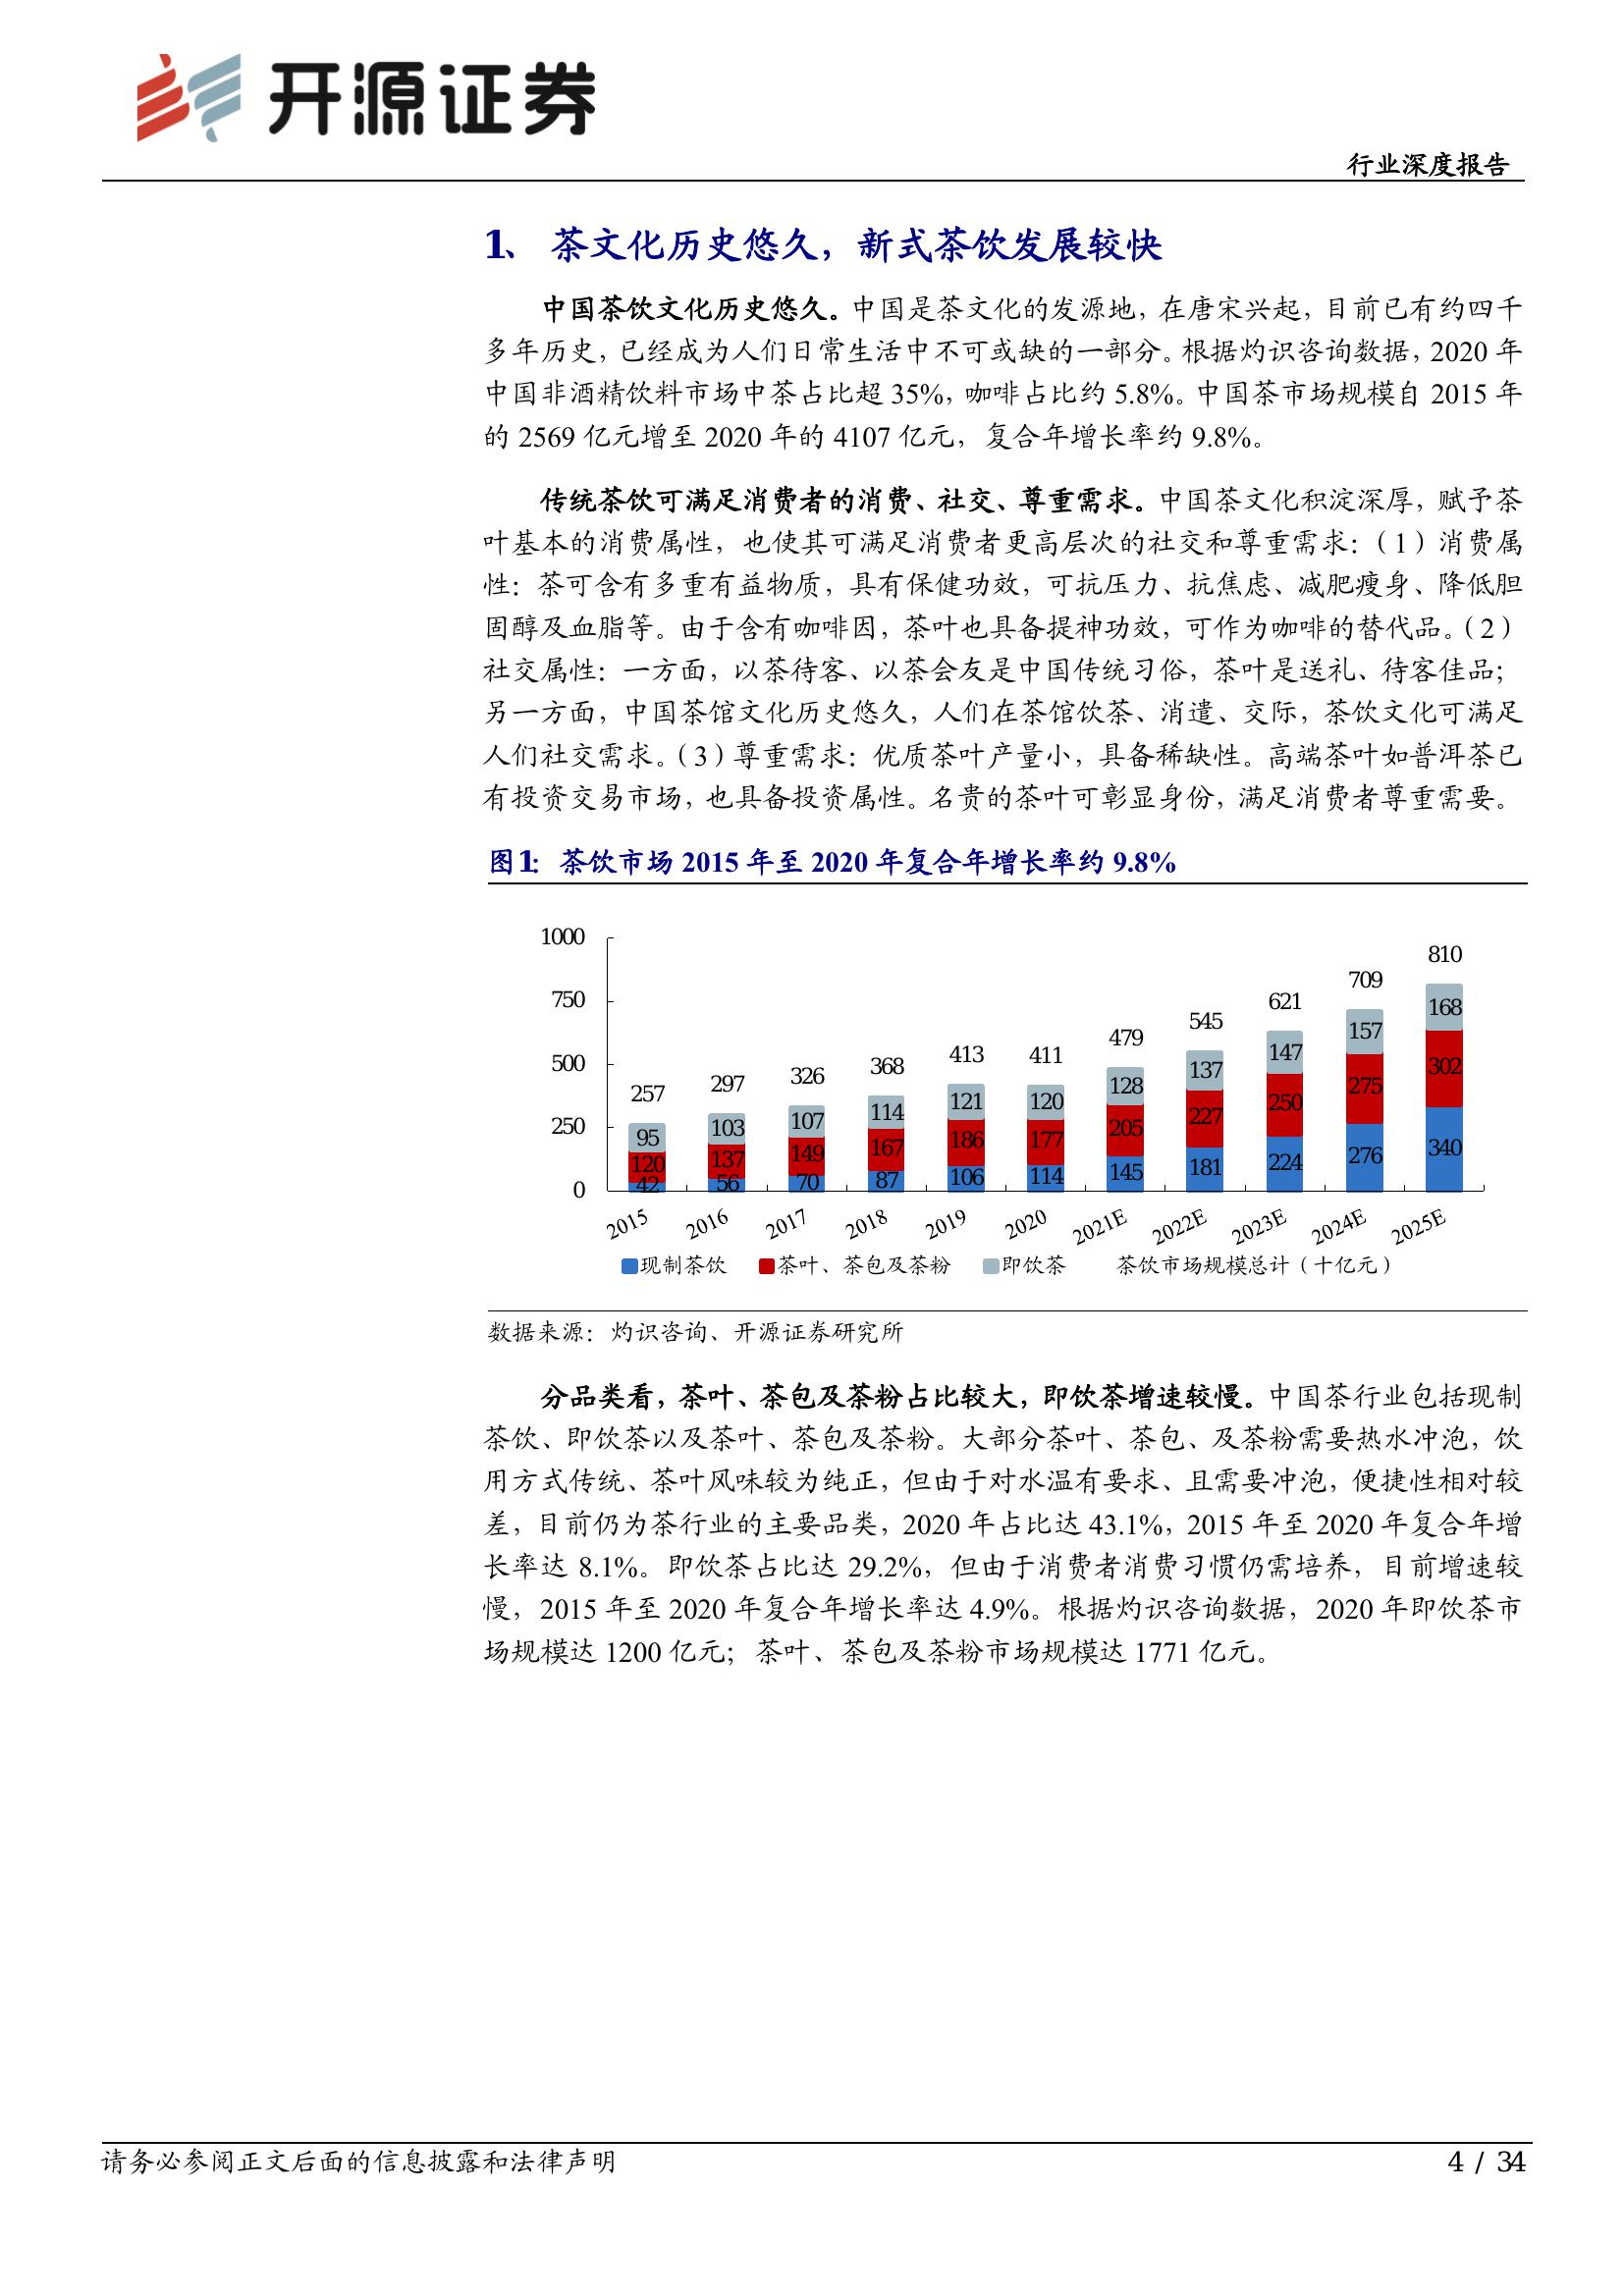 开源证券
行业深度报告
1、 茶文化历史悠久，新式茶饮发展较快
中国茶饮文化历史悠久。中国是茶文化的发源地，在唐宋兴起，目前已有约四千
多年历史，已经成为人们日常生活中不可或缺的一部分。根据灼识咨询数据，2020 年
中国非酒精饮料市场中茶占比超 35%，咖啡占比约 5.8%。中国茶市场规模自 2015 年
的 2569 亿元增至 2020 年的 4107 亿元，复合年增长率约 9.8%。
传统茶饮可满足消费者的消费、社交、尊重需求。中国茶文化积淀深厚，赋予茶
叶基本的消费属性，也使其可满足消费者更高层次的社交和尊重需求：（1）消费属
性：茶可含有多重有益物质，具有保健功效，可抗压力、抗焦虑、减肥瘦身、降低胆
固醇及血脂等。由于含有咖啡因，茶叶也具备提神功效，可作为咖啡的替代品。（2）
社交属性：一方面，以茶待客、以茶会友是中国传统习俗，茶叶是送礼、待客佳品；
另一方面，中国茶馆文化历史悠久，人们在茶馆饮茶、消遣、交际，茶饮文化可满足
人们社交需求。（3）尊重需求：优质茶叶产量小，具备稀缺性。高端茶叶如普洱茶已
有投资交易市场，也具备投资属性。名贵的茶叶可彰显身份，满足消费者尊重需要。
图1： 茶饮市场 2015 年至 2020 年复合年增长率约 9.8%
1000
750
500
250
0
257 297 326 368 413 411 479 545 621 709 810
95 103 107 114 121 120 128 137 147 157 168
120 137 149 167 186 177 205 227 250 275 302
42 56 70 87 106 114 145 181 224 276 340
2015 2016 2017 2018 2019 2020 2021E 2022E 2023E 2024E 2025E
现制茶饮 茶叶、茶包及茶粉 即饮茶 茶饮市场规模总计（十亿元）
数据来源：灼识咨询、开源证券研究所
分品类看，茶叶、茶包及茶粉占比较大，即饮茶增速较慢。中国茶行业包括现制
茶饮、即饮茶以及茶叶、茶包及茶粉。大部分茶叶、茶包、及茶粉需要热水冲泡，饮
用方式传统、茶叶风味较为纯正，但由于对水温有要求、且需要冲泡，便捷性相对较
差，目前仍为茶行业的主要品类，2020 年占比达 43.1%，2015 年至 2020 年复合年增
长率达 8.1%。即饮茶占比达 29.2%，但由于消费者消费习惯仍需培养，目前增速较
慢，2015 年至 2020 年复合年增长率达 4.9%。根据灼识咨询数据，2020 年即饮茶市
场规模达 1200 亿元；茶叶、茶包及茶粉市场规模达 1771 亿元。
请务必参阅正文后面的信息披露和法律声明
4 / 34